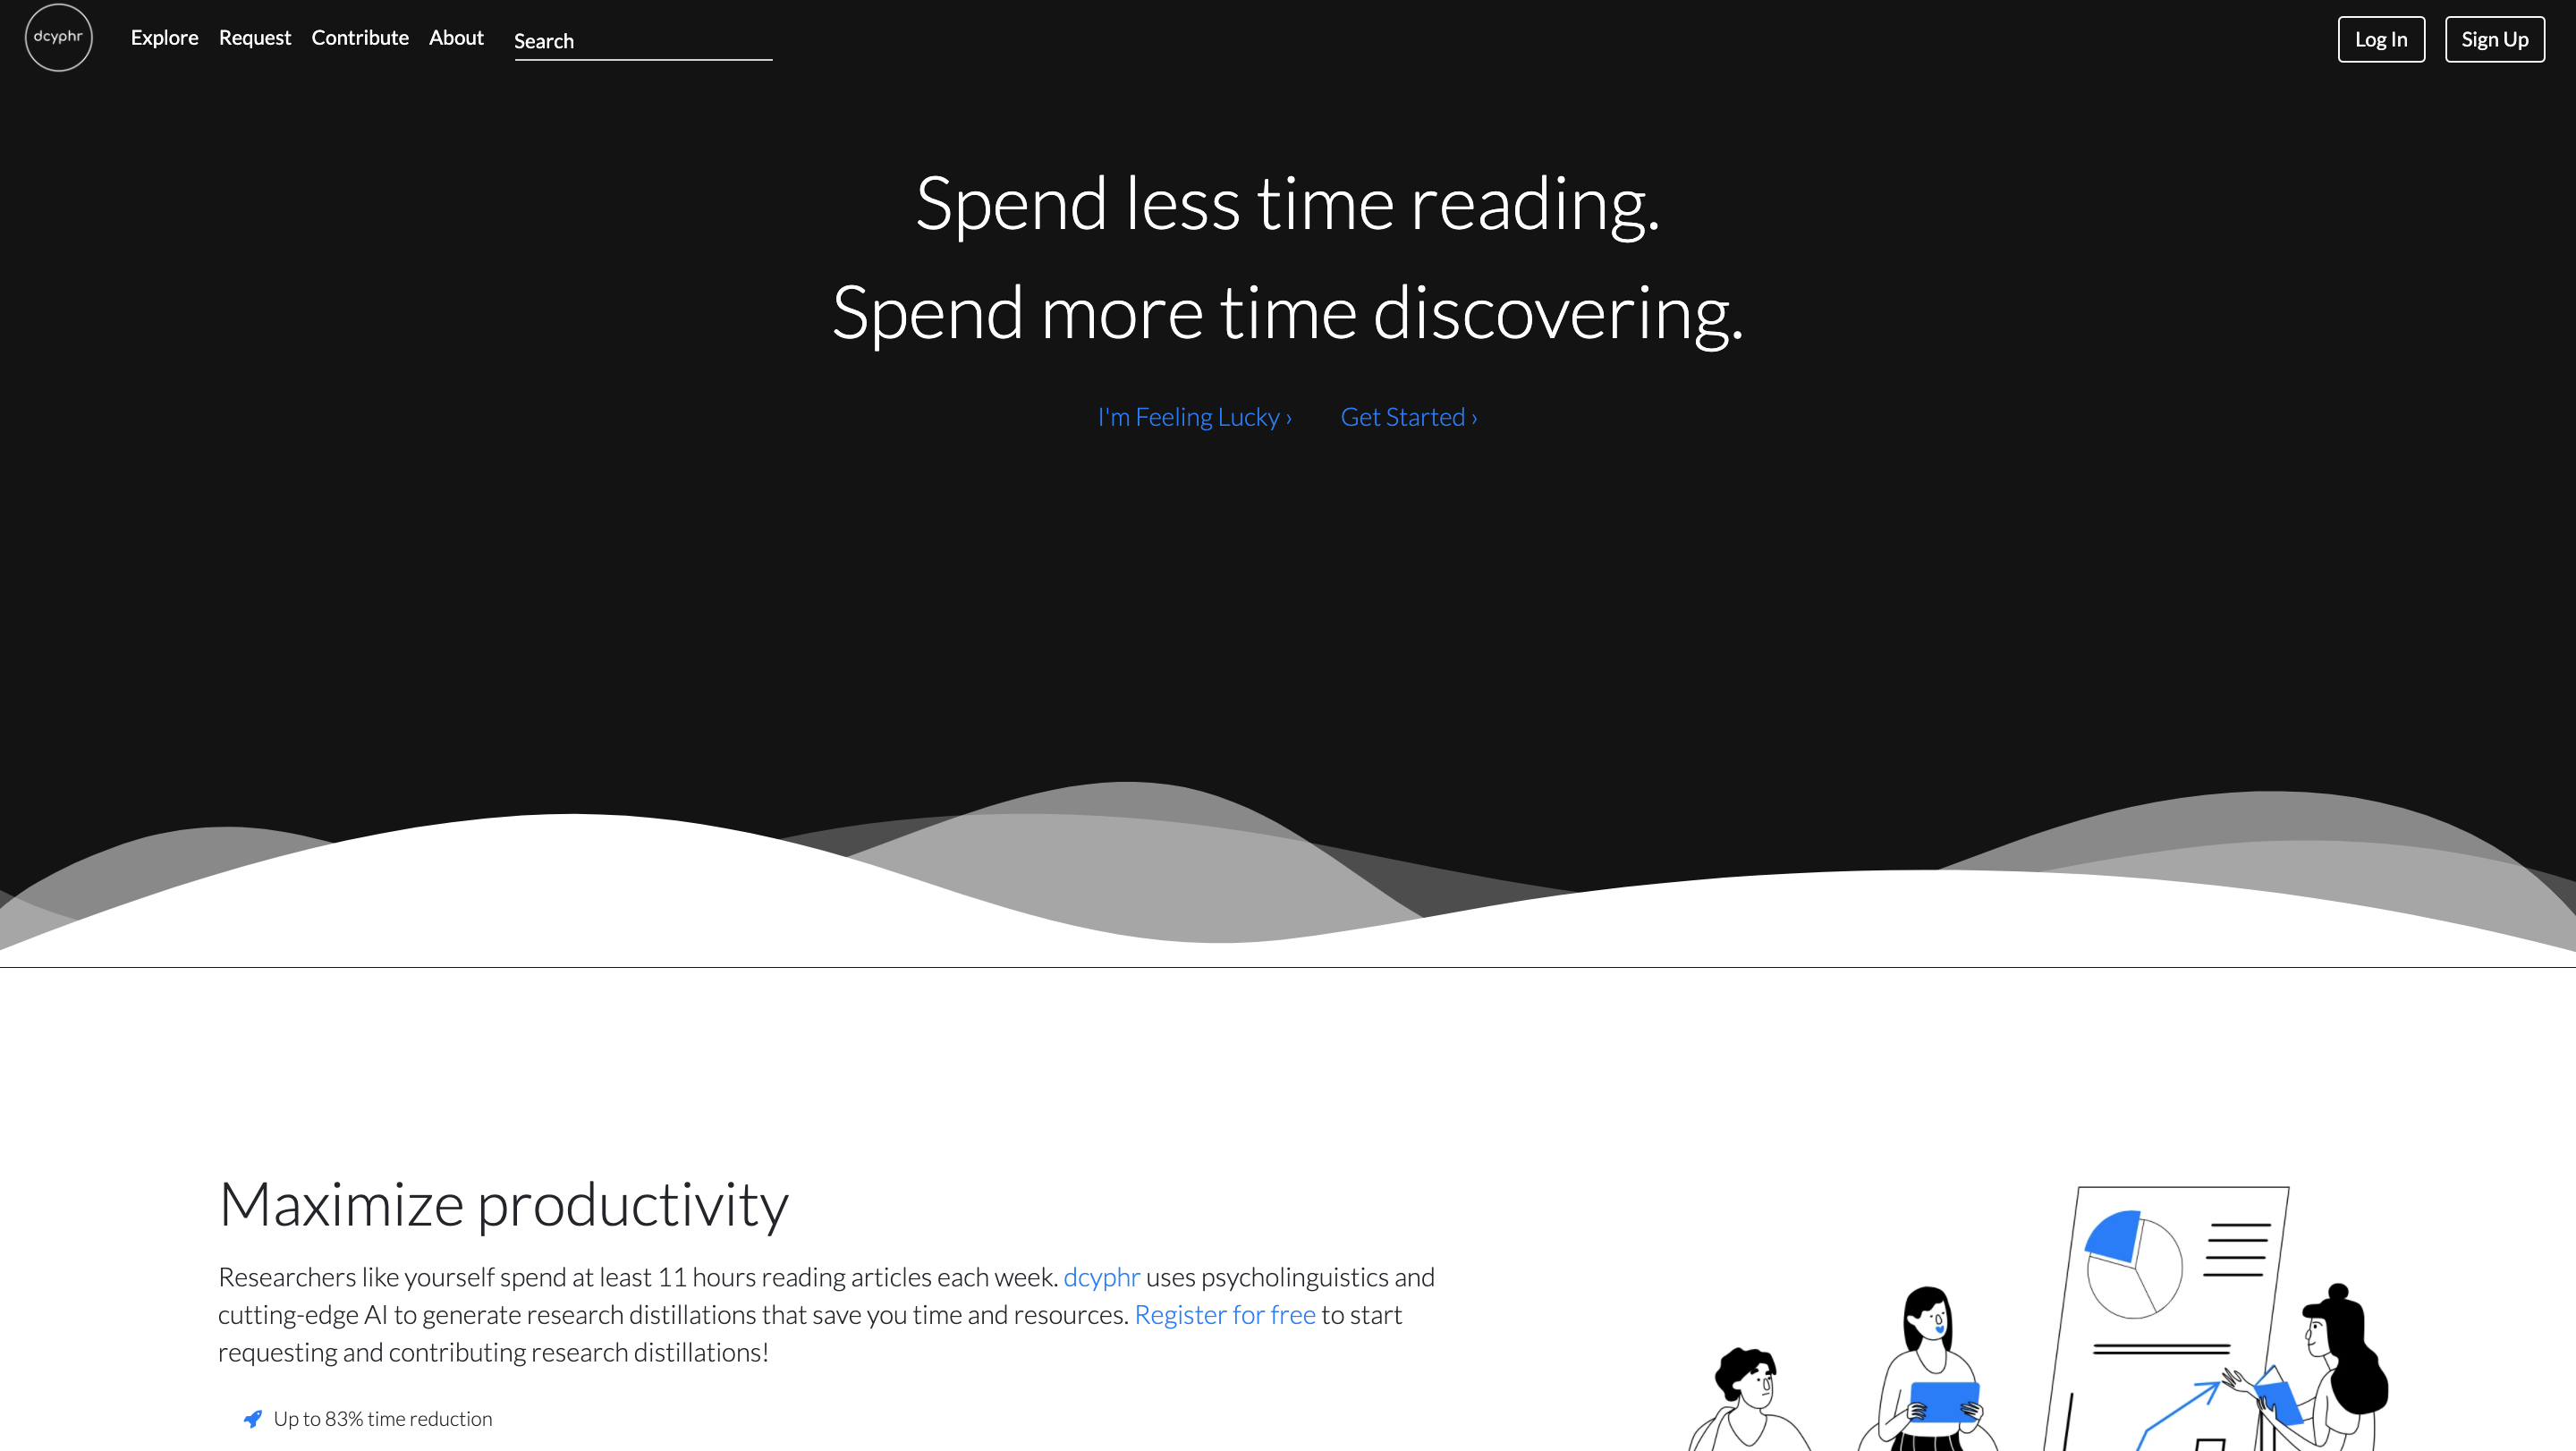 dcyphr
Explore Request Contribute About Search
Log In Sign Up
Spend less time reading.
Spend more time discovering.
I'm Feeling Lucky › Get Started ›
Maximize productivity
Researchers like yourself spend at least 11 hours reading articles each week. dcyphr uses psycholinguistics and
cutting-edge AI to generate research distillations that save you time and resources. Register for free to start
requesting and contributing research distillations!
Up to 83% time reduction